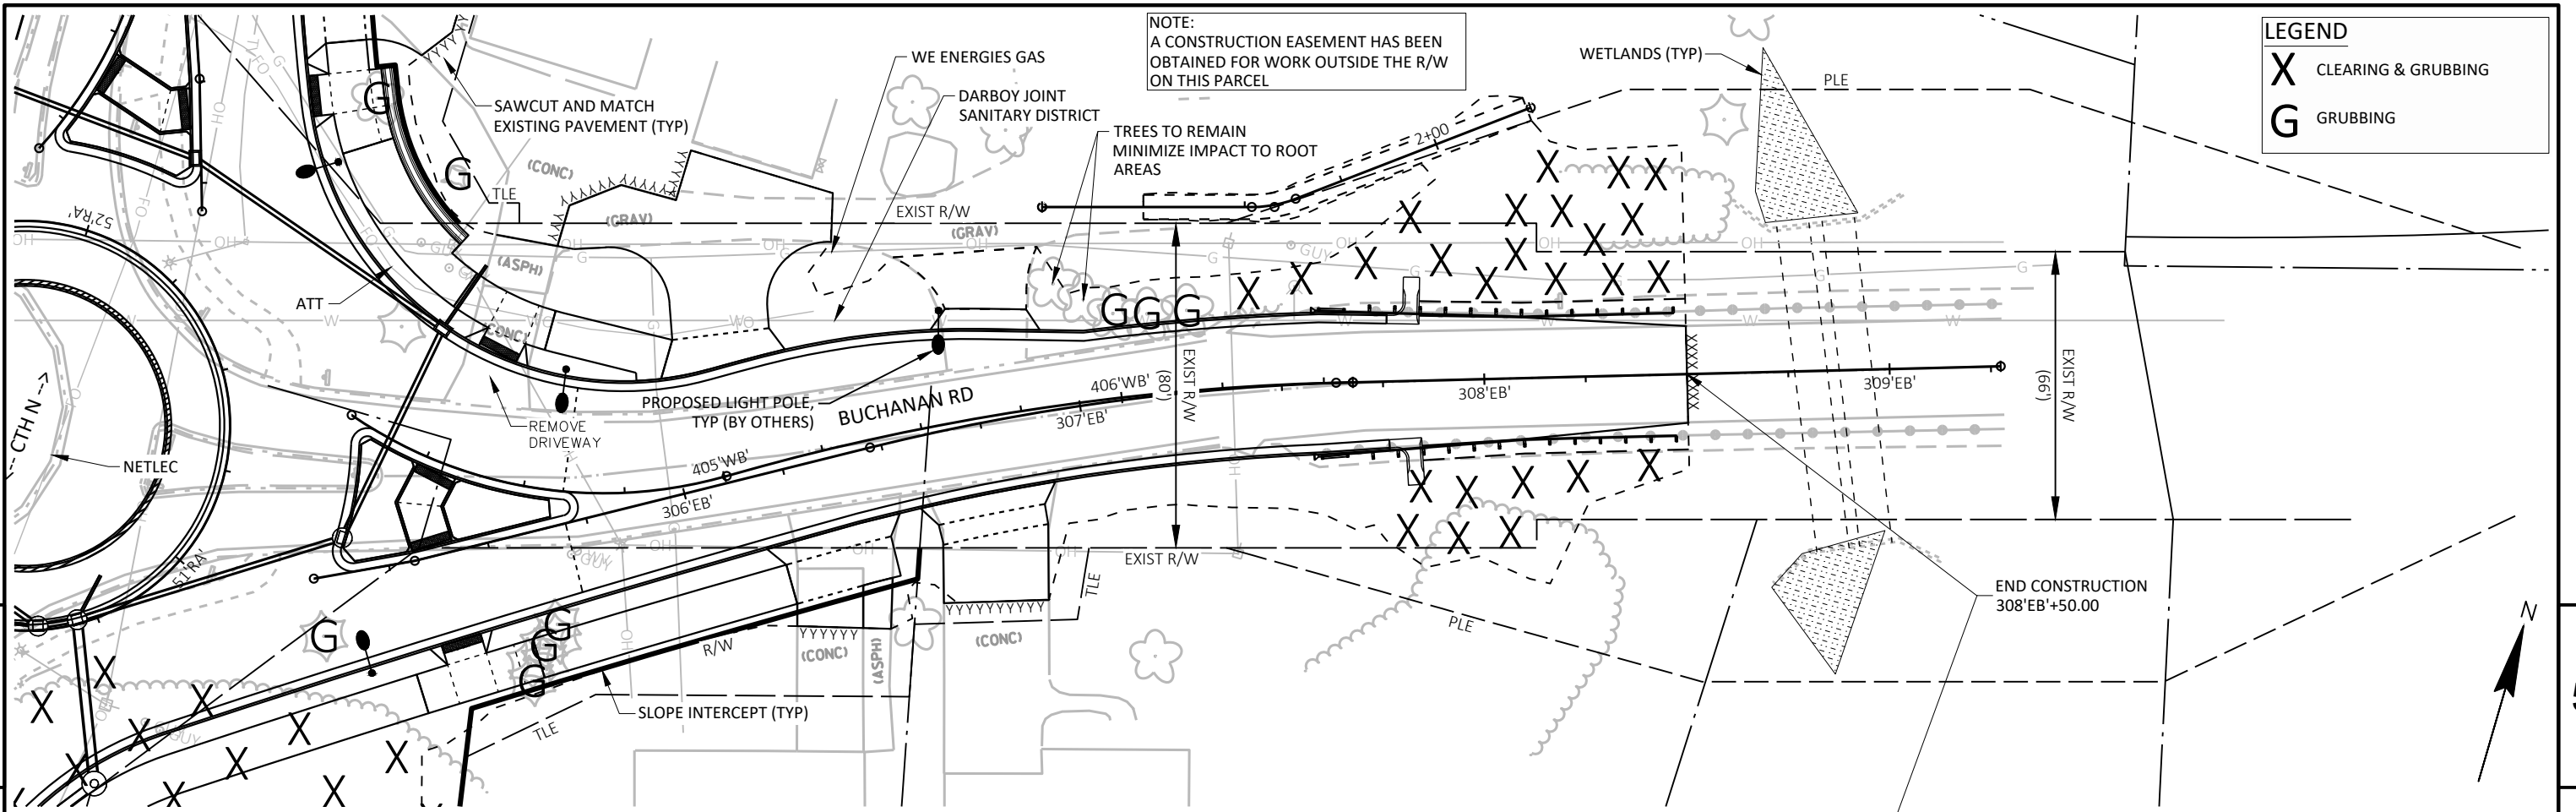 NOTE:
A CONSTRUCTION EASEMENT HAS BEEN
OBTAINED FOR WORK OUTSIDE THE R/W
ON THIS PARCEL
LEGEND
X CLEARING & GRUBBING
G GRUBBING
WE ENERGIES GAS
DARBOY JOINT
SANITARY DISTRICT
SAWCUT AND MATCH
EXISTING PAVEMENT (TYP)
TREES TO REMAIN
MINIMIZE IMPACT TO ROOT
AREAS
WETLANDS (TYP)
PLE
2+00
(CONC)
TLE
(GRAV)
EXIST R/W
(GRAV)
52'RA'
(ASPH)
GUY
ATT
(CONC)
EXIST R/W
(80')
EXIST R/W
(66')
REMOVE
DRIVEWAY
PROPOSED LIGHT POLE,
TYP (BY OTHERS)
BUCHANAN RD
406'WB'
307'EB'
308'EB'
309'EB'
CTH N
NETLEC
405'WB'
306'EB'
51'RA'
EXIST R/W
TLE
END CONSTRUCTION
308'EB'+50.00
PLE
R/W
(CONC)
(ASPH)
(CONC)
SLOPE INTERCEPT (TYP)
TLE
GUY
N